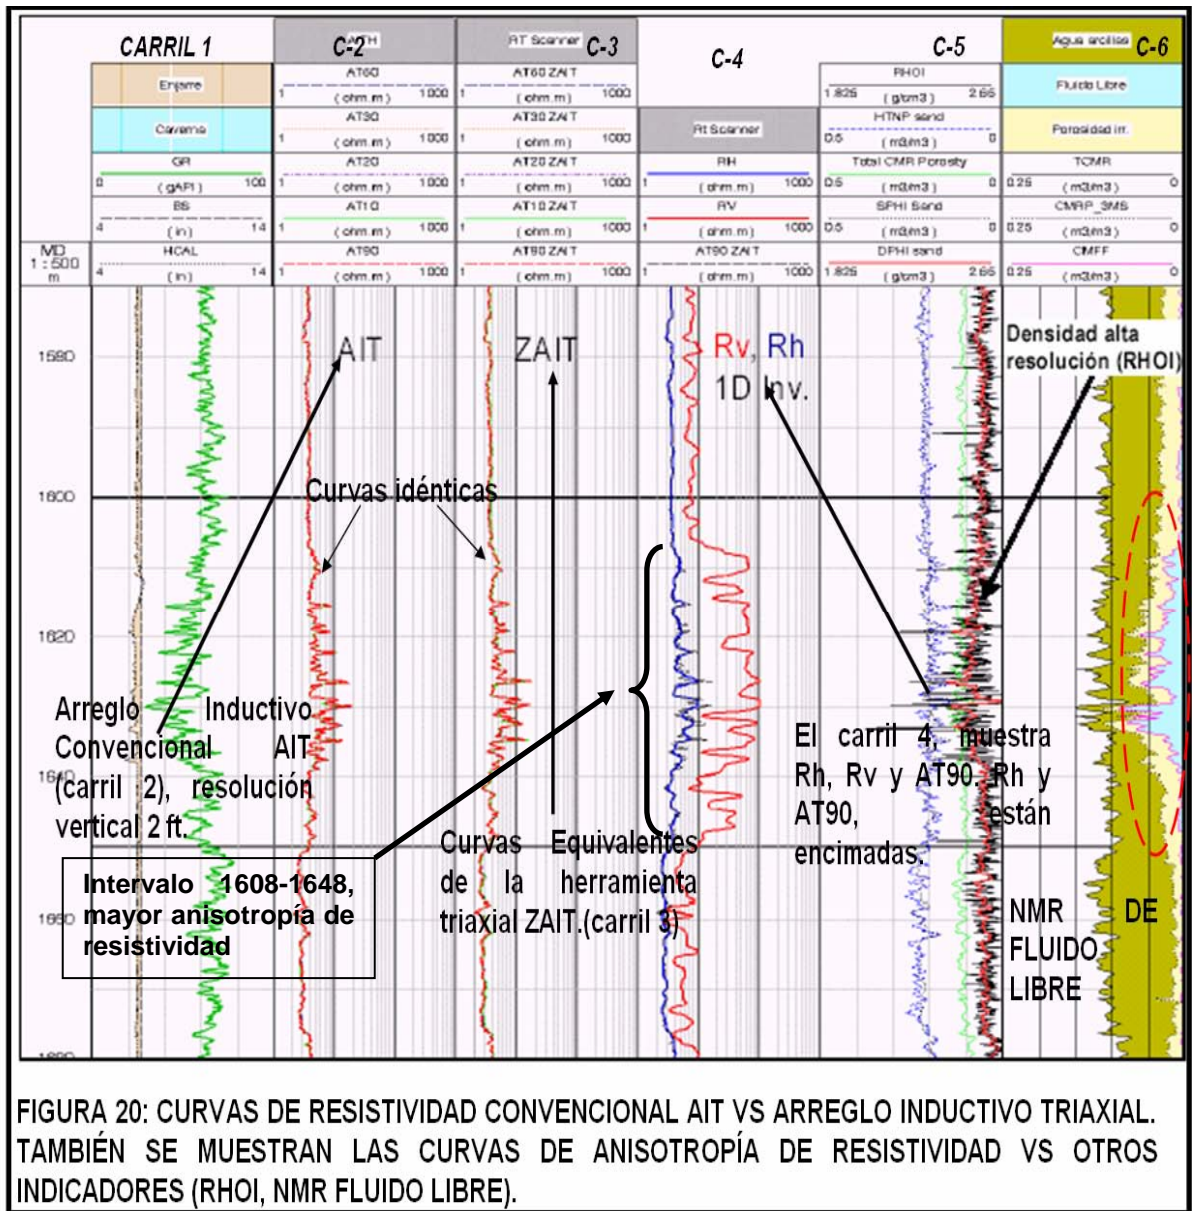 CARRIL 1
Enjarre
Caverna
GR
0 (gAPI) 100
BS
4 (in) 14
HCAL
4 (in) 14
MD
1 : 500
m
C-2
AT60
1 (ohm.m) 1000
AT30
1 (ohm.m) 1000
AT20
1 (ohm.m) 1000
AT10
1 (ohm.m) 1000
AT90
1 (ohm.m) 1000
RT Scanner C-3
AT60 ZAIT
1 (ohm.m) 1000
AT30 ZAIT
1 (ohm.m) 1000
AT20 ZAIT
1 (ohm.m) 1000
AT10 ZAIT
1 (ohm.m) 1000
AT90 ZAIT
1 (ohm.m) 1000
C-4
Rt Scanner
RH
1 (ohm.m) 1000
RV
1 (ohm.m) 1000
AT90 ZAIT
1 (ohm.m) 1000
C-5
RHOI
1.825 (g/cm3) 2.65
HTNP sand
0.5 (m3/m3) 0
Total CMR Porosity
0.5 (m3/m3) 0
SPHI Sand
0.5 (m3/m3) 0
DPHI sand
1.825 (g/cm3) 2.65
Agua arcillas C-6
Fluido Libre
Porosidad irr.
TCMR
0.25 (m3/m3) 0
CMRP_3MS
0.25 (m3/m3) 0
CMFF
0.25 (m3/m3) 0
1580
1600
1620
1640
AIT
ZAIT
Rv, Rh
1D Inv.
Densidad alta
resolución (RHOI)
Curvas idénticas
Arreglo Inductivo
Convencional AIT
(carril 2), resolución
vertical 2 ft.
Intervalo 1608-1648,
mayor anisotropía de
resistividad
Curvas Equivalentes
de la herramienta
triaxial ZAIT.(carril 3)
El carril 4, muestra
Rh, Rv y AT90. Rh y
AT90, están
encimadas.
NMR DE
FLUIDO
LIBRE
FIGURA 20: CURVAS DE RESISTIVIDAD CONVENCIONAL AIT VS ARREGLO INDUCTIVO TRIAXIAL.
TAMBIÉN SE MUESTRAN LAS CURVAS DE ANISOTROPÍA DE RESISTIVIDAD VS OTROS
INDICADORES (RHOI, NMR FLUIDO LIBRE).